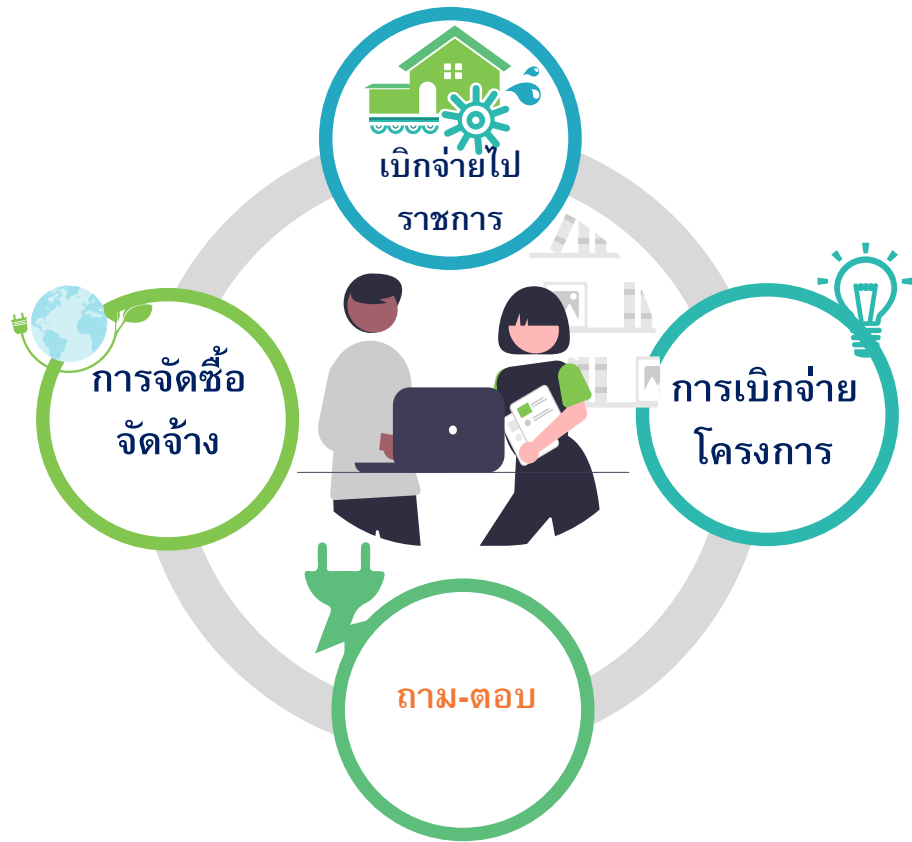 เบิกจ่ายไป
ราชการ
การจัดซื้อ
จัดจ้าง
การเบิกจ่าย
โครงการ
ถาม-ตอบ